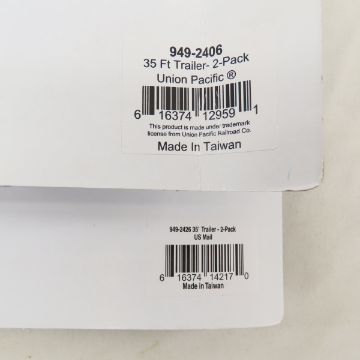 949-2406
35 Ft Trailer- 2-Pack
Union Pacific ®
6 16374 12959 1
This product is made under trademark
license from Union Pacific Railroad Co.
Made In Taiwan
949-2426 35' Trailer - 2-Pack
US Mail
6 16374 14217 0
Made in Taiwan